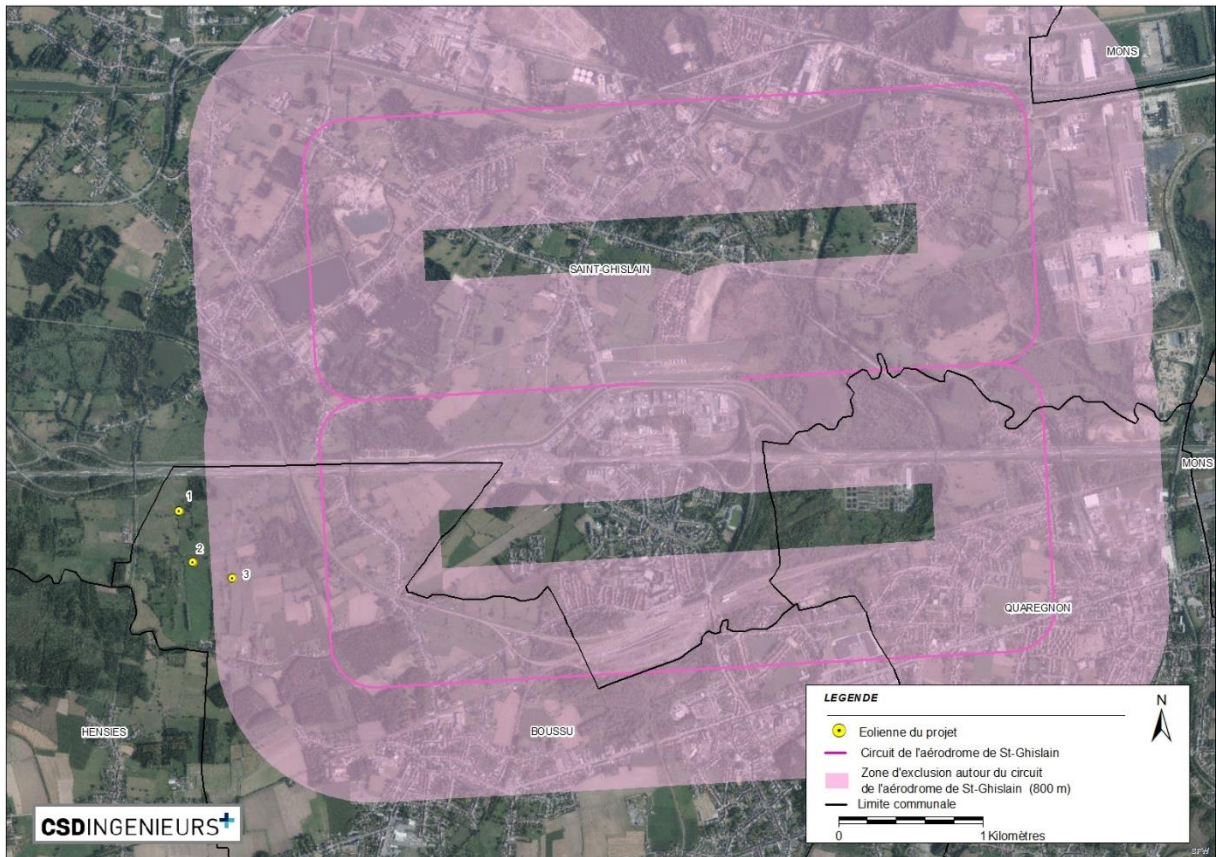 MONS
SAINT-GHISLAIN
MONS
1
2
3
QUAREGNON
HENSIES
BOUSSU
LEGENDE
N
Eolienne du projet
Circuit de l'aérodrome de St-Ghislain
Zone d'exclusion autour du circuit
de l'aérodrome de St-Ghislain (800 m)
Limite communale
0 1 Kilomètres
CSDINGENIEURS+